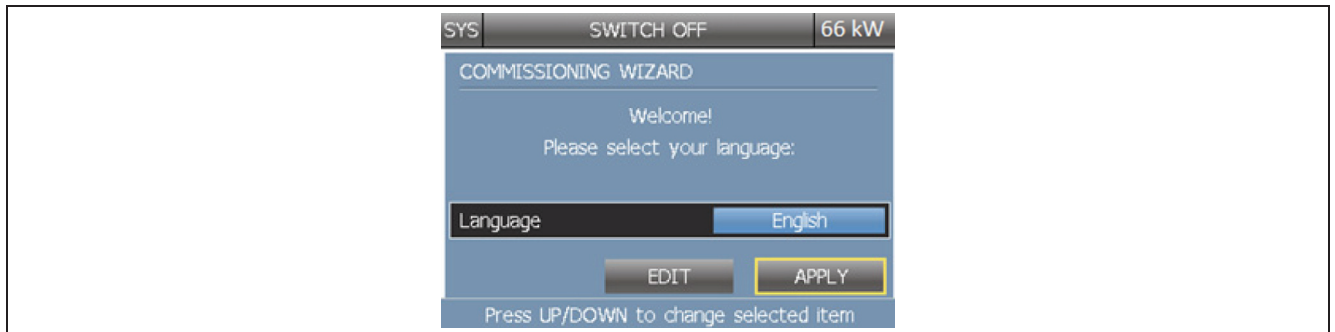 SYS SWITCH OFF 66 kW
COMMISSIONING WIZARD
Welcome!
Please select your language:
Language English
EDIT APPLY
Press UP/DOWN to change selected item